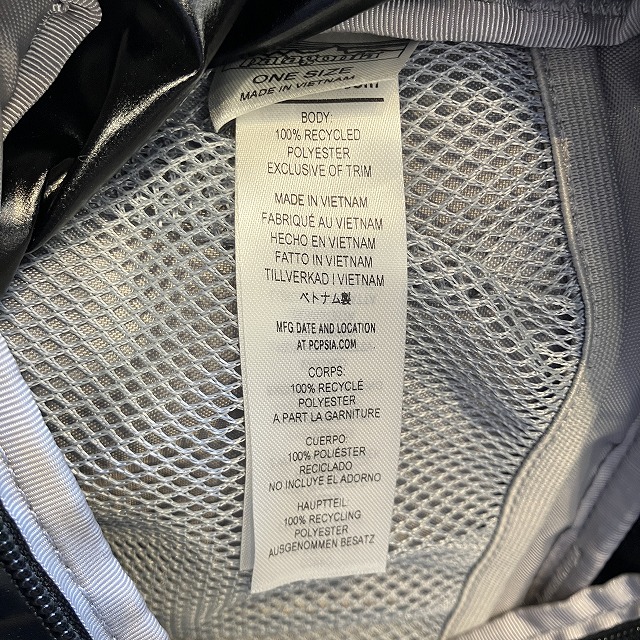 patagonia
ONE SIZE
MADE IN VIETNAM
BODY:
100% RECYCLED
POLYESTER
EXCLUSIVE OF TRIM
MADE IN VIETNAM
FABRIQUÉ AU VIETNAM
HECHO EN VIETNAM
FATTO IN VIETNAM
TILLVERKAD I VIETNAM
ベトナム製
MFG DATE AND LOCATION
AT PCPSIA.COM
CORPS:
100% RECYCLÉ
POLYESTER
A PART LA GARNITURE
CUERPO:
100% POLIÉSTER
RECICLADO
NO INCLUYE EL ADORNO
HAUPTTEIL
100% RECYCLING
POLYESTER
AUSGENOMMEN BESATZ